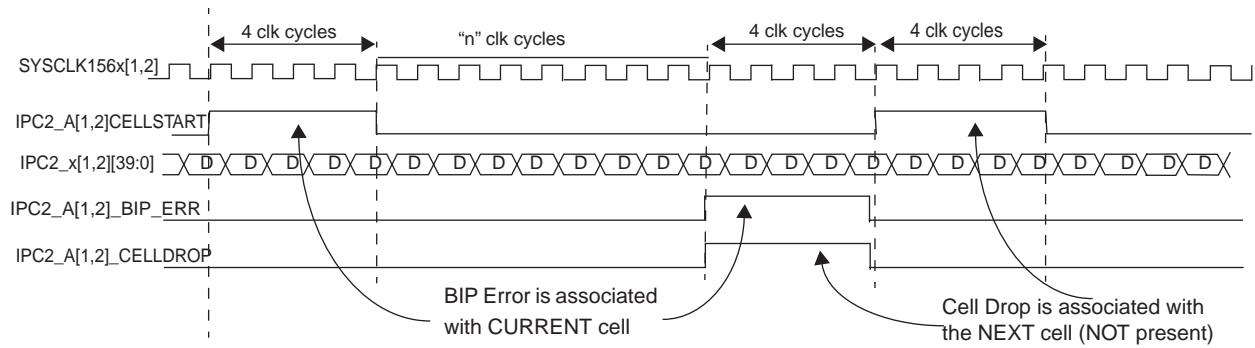 4 clk cycles "n" clk cycles 4 clk cycles 4 clk cycles
SYSCLK156x[1,2]
IPC2_A[1,2]CELLSTART
IPC2_x[1,2][39:0] D D D D D D D D D D D D D D D D D D D D D D D D D
IPC2_A[1,2]_BIP_ERR
IPC2_A[1,2]_CELLDROP
BIP Error is associated
with CURRENT cell
Cell Drop is associated with
the NEXT cell (NOT present)